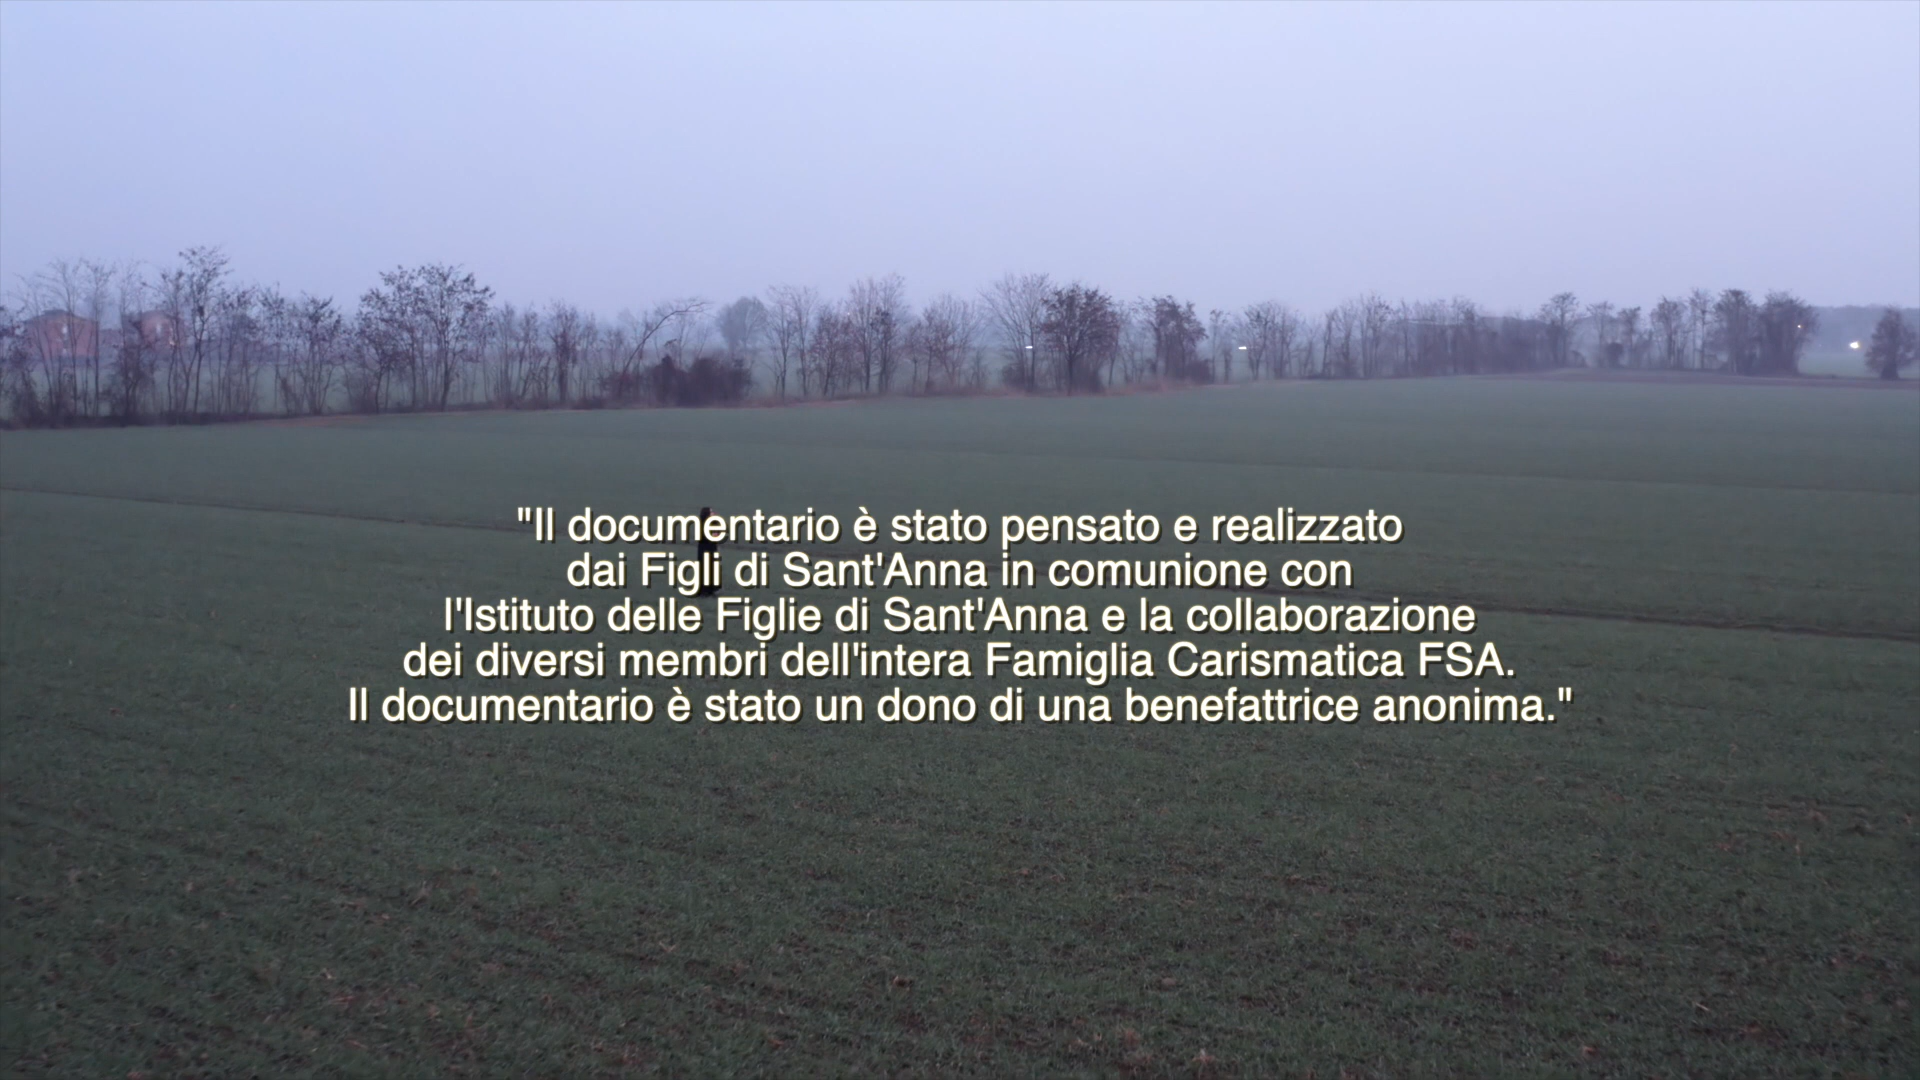 "Il documentario è stato pensato e realizzato
dai Figli di Sant'Anna in comunione con
l'Istituto delle Figlie di Sant'Anna e la collaborazione
dei diversi membri dell'intera Famiglia Carismatica FSA.
Il documentario è stato un dono di una benefattrice anonima."